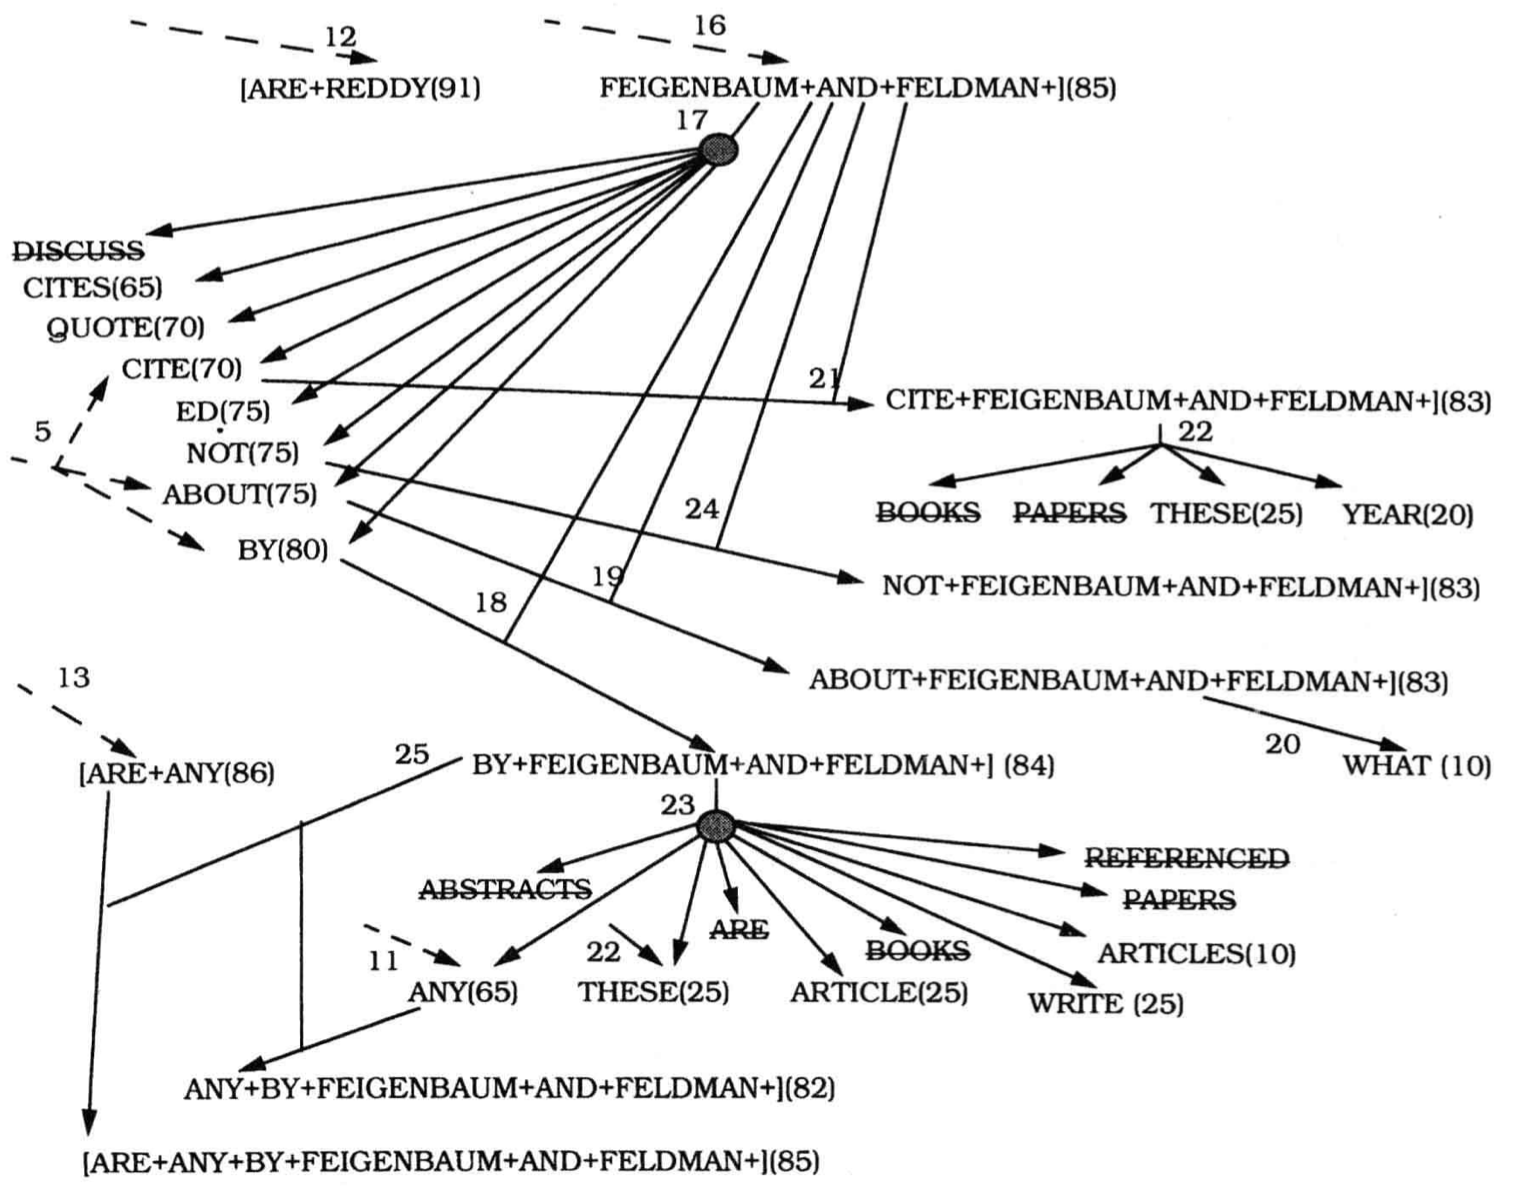 12
16
[ARE+REDDY(91)
FEIGENBAUM+AND+FELDMAN+](85)
17
DISCUSS
CITES(65)
QUOTE(70)
CITE(70)
21
CITE+FEIGENBAUM+AND+FELDMAN+](83)
ED(75)
5
22
NOT(75)
ABOUT(75)
24
BOOKS PAPERS THESE(25) YEAR(20)
BY(80)
19
NOT+FEIGENBAUM+AND+FELDMAN+](83)
18
13
ABOUT+FEIGENBAUM+AND+FELDMAN+](83)
20
25
[ARE+ANY(86)
BY+FEIGENBAUM+AND+FELDMAN+] (84)
WHAT (10)
23
REFERENCED
ABSTRACTS
PAPERS
ARE
BOOKS
ARTICLES(10)
11
22
ANY(65)
THESE(25)
ARTICLE(25)
WRITE (25)
ANY+BY+FEIGENBAUM+AND+FELDMAN+](82)
[ARE+ANY+BY+FEIGENBAUM+AND+FELDMAN+](85)